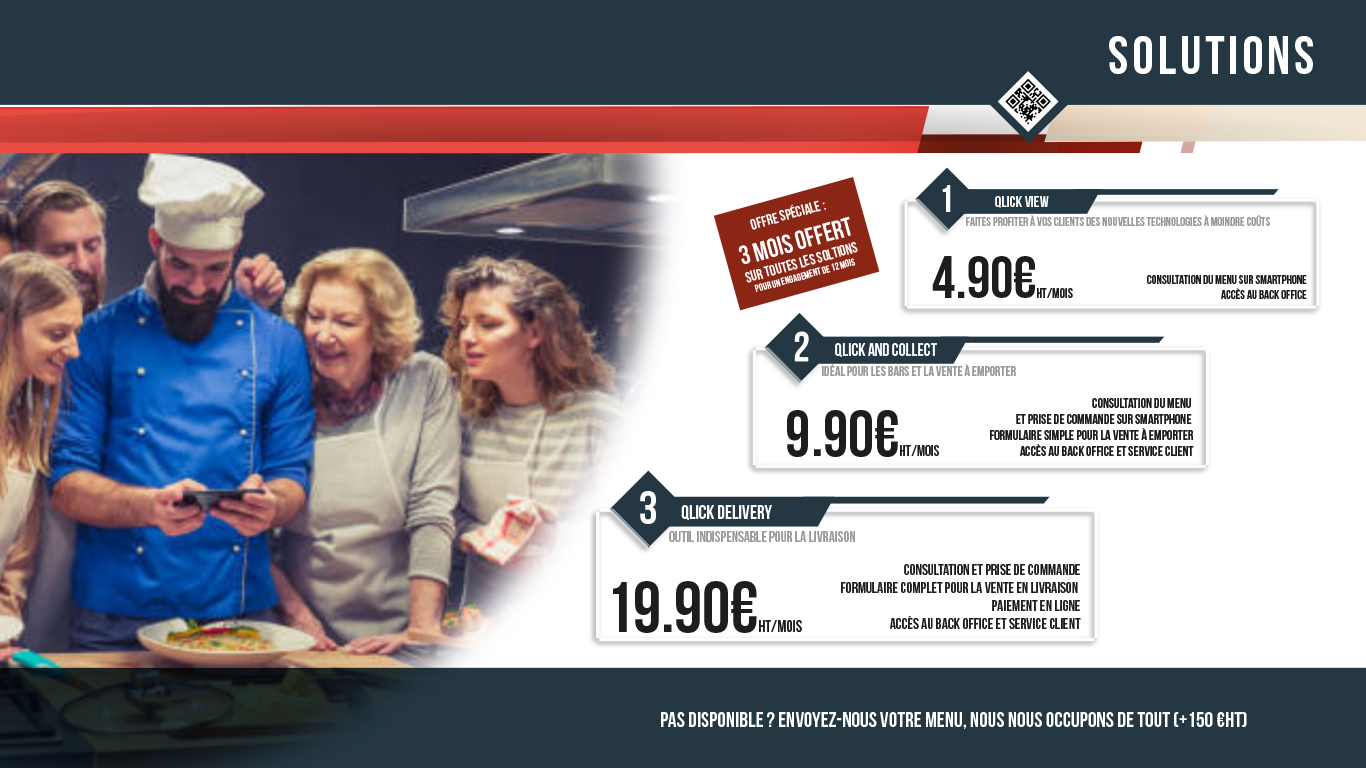 SOLUTIONS
OFFRE SPÉCIALE :
3 MOIS OFFERT
SUR TOUTES LES SOLTIONS
POUR UN ENGAGEMENT DE 12 MOIS
1
QLICK VIEW
FAITES PROFITER À VOS CLIENTS DES NOUVELLES TECHNOLOGIES À MOINDRE COÛTS
4.90€HT/MOIS
CONSULTATION DU MENU SUR SMARTPHONE
ACCÈS AU BACK OFFICE
2
QLICK AND COLLECT
IDÉAL POUR LES BARS ET LA VENTE À EMPORTER
9.90€HT/MOIS
CONSULTATION DU MENU
ET PRISE DE COMMANDE SUR SMARTPHONE
FORMULAIRE SIMPLE POUR LA VENTE À EMPORTER
ACCÈS AU BACK OFFICE ET SERVICE CLIENT
3
QLICK DELIVERY
OUTIL INDISPENSABLE POUR LA LIVRAISON
19.90€HT/MOIS
CONSULTATION ET PRISE DE COMMANDE
FORMULAIRE COMPLET POUR LA VENTE EN LIVRAISON
PAIEMENT EN LIGNE
ACCÈS AU BACK OFFICE ET SERVICE CLIENT
PAS DISPONIBLE ? ENVOYEZ-NOUS VOTRE MENU, NOUS NOUS OCCUPONS DE TOUT (+150 €HT)